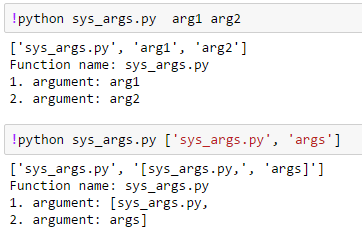 !python sys_args.py  arg1 arg2
['sys_args.py', 'arg1', 'arg2']
Function name: sys_args.py
1. argument: arg1
2. argument: arg2
!python sys_args.py ['sys_args.py', 'args']
['sys_args.py', '[sys_args.py,', 'args]']
Function name: sys_args.py
1. argument: [sys_args.py,
2. argument: args]